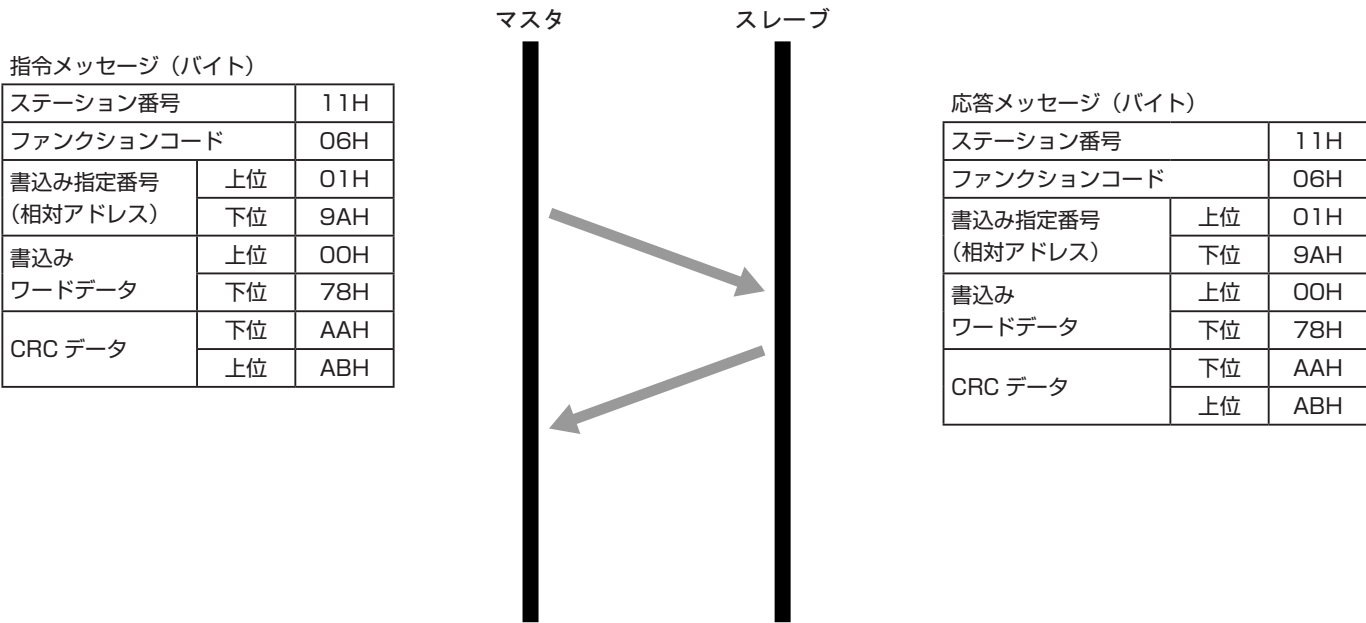 マスタ
スレーブ
指令メッセージ（バイト）
ステーション番号 11H
ファンクションコード 06H
書込み指定番号
（相対アドレス）
上位 01H
下位 9AH
書込み
ワードデータ
上位 00H
下位 78H
CRC データ
下位 AAH
上位 ABH
応答メッセージ（バイト）
ステーション番号 11H
ファンクションコード 06H
書込み指定番号
（相対アドレス）
上位 01H
下位 9AH
書込み
ワードデータ
上位 00H
下位 78H
CRC データ
下位 AAH
上位 ABH